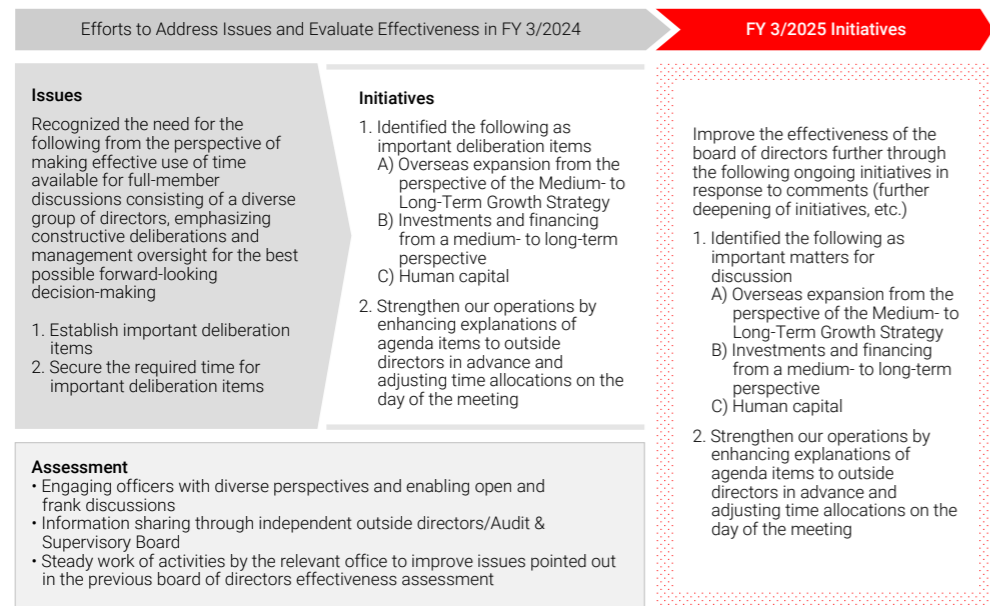 Efforts to Address Issues and Evaluate Effectiveness in FY 3/2024
FY 3/2025 Initiatives
Issues
Recognized the need for the
following from the perspective of
making effective use of time
available for full-member
discussions consisting of a diverse
group of directors, emphasizing
constructive deliberations and
management oversight for the best
possible forward-looking
decision-making
1. Establish important deliberation
items
2. Secure the required time for
important deliberation items
Initiatives
1. Identified the following as
important deliberation items
A) Overseas expansion from the
perspective of the Medium- to
Long-Term Growth Strategy
B) Investments and financing
from a medium- to long-term
perspective
C) Human capital
2. Strengthen our operations by
enhancing explanations of
agenda items to outside
directors in advance and
adjusting time allocations on the
day of the meeting
Assessment
• Engaging officers with diverse perspectives and enabling open and
frank discussions
• Information sharing through independent outside directors/Audit &
Supervisory Board
• Steady work of activities by the relevant office to improve issues pointed out
in the previous board of directors effectiveness assessment
Improve the effectiveness of the
board of directors further through
the following ongoing initiatives in
response to comments (further
deepening of initiatives, etc.)
1. Identified the following as
important matters for
discussion
A) Overseas expansion from the
perspective of the Medium- to
Long-Term Growth Strategy
B) Investments and financing
from a medium- to long-term
perspective
C) Human capital
2. Strengthen our operations by
enhancing explanations of
agenda items to outside
directors in advance and
adjusting time allocations on the
day of the meeting